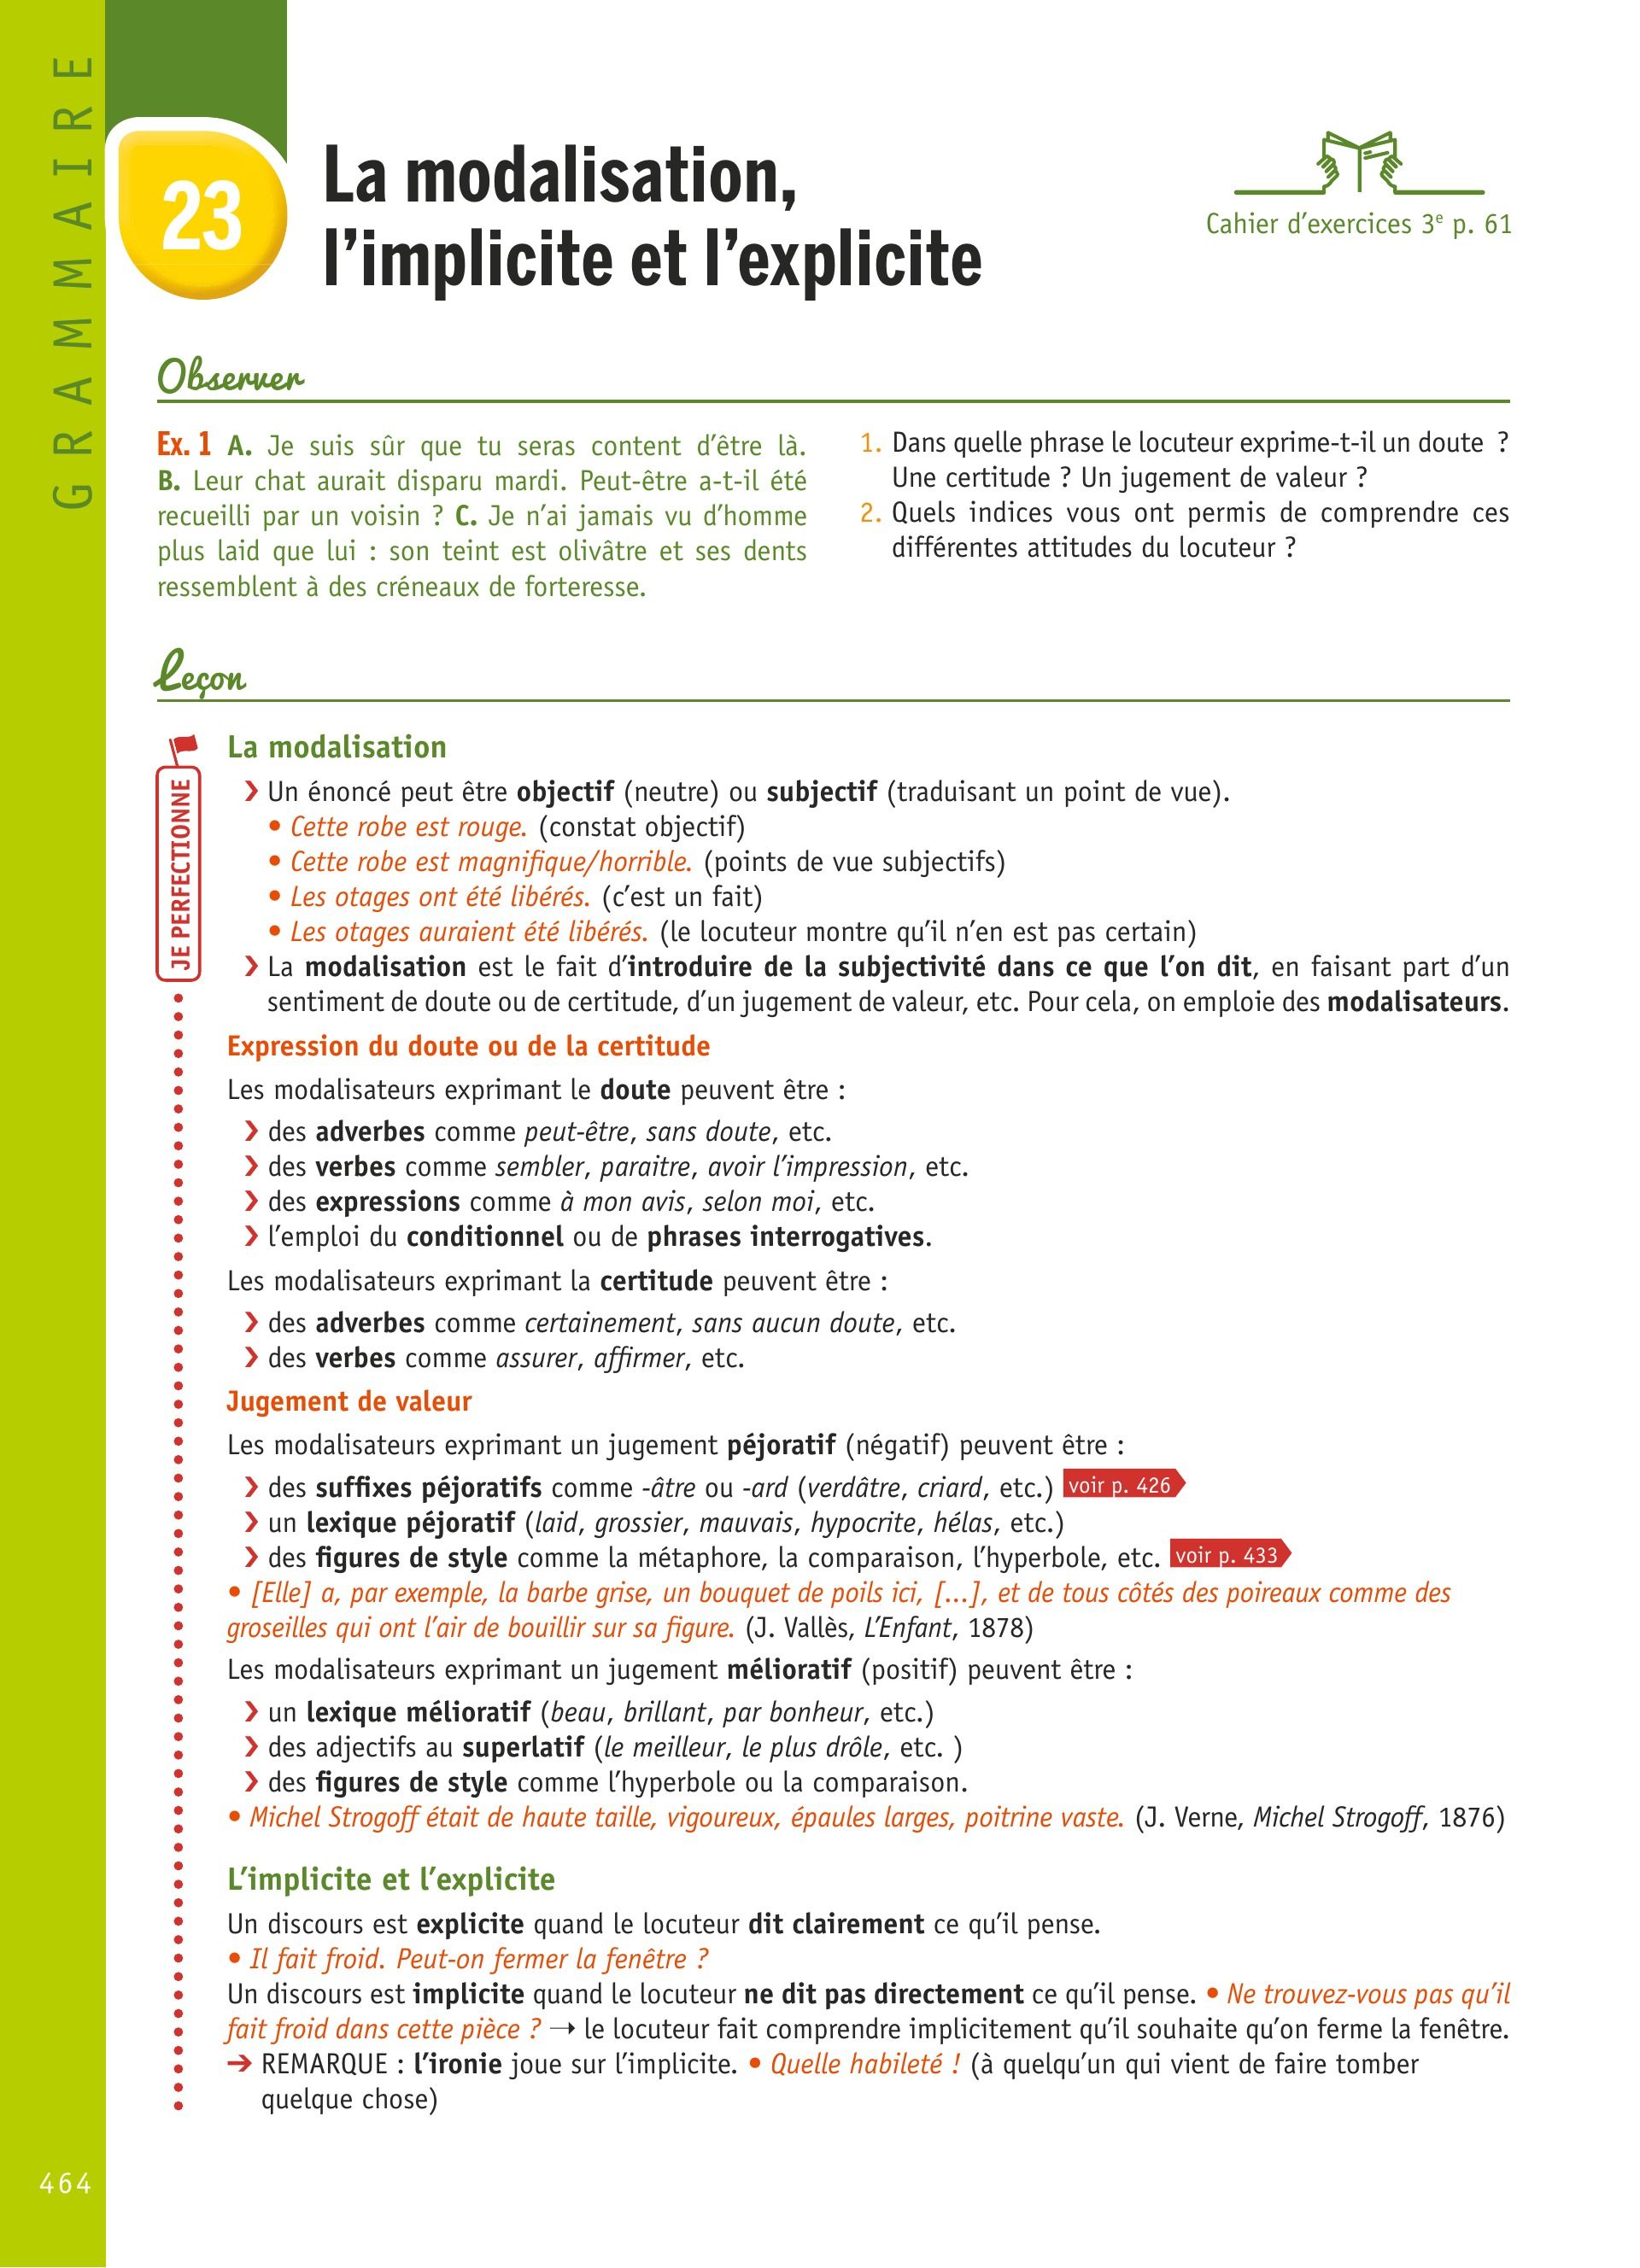 GRAMMAIRE
23
La modalisation,
l’implicite et l’explicite
Cahier d’exercices 3e p. 61
Observer
Ex. 1 A. Je suis sûr que tu seras content d’être là.
B. Leur chat aurait disparu mardi. Peut-être a-t-il été
recueilli par un voisin ? C. Je n’ai jamais vu d’homme
plus laid que lui : son teint est olivâtre et ses dents
ressemblent à des créneaux de forteresse.
1. Dans quelle phrase le locuteur exprime-t-il un doute ?
Une certitude ? Un jugement de valeur ?
2. Quels indices vous ont permis de comprendre ces
différentes attitudes du locuteur ?
Leçon
JE PERFECTIONNE
La modalisation
❯ Un énoncé peut être objectif (neutre) ou subjectif (traduisant un point de vue).
• Cette robe est rouge. (constat objectif)
• Cette robe est magnifique/horrible. (points de vue subjectifs)
• Les otages ont été libérés. (c’est un fait)
• Les otages auraient été libérés. (le locuteur montre qu’il n’en est pas certain)
❯ La modalisation est le fait d’introduire de la subjectivité dans ce que l’on dit, en faisant part d’un
sentiment de doute ou de certitude, d’un jugement de valeur, etc. Pour cela, on emploie des modalisateurs.
Expression du doute ou de la certitude
Les modalisateurs exprimant le doute peuvent être :
❯ des adverbes comme peut-être, sans doute, etc.
❯ des verbes comme sembler, paraitre, avoir l’impression, etc.
❯ des expressions comme à mon avis, selon moi, etc.
❯ l’emploi du conditionnel ou de phrases interrogatives.
Les modalisateurs exprimant la certitude peuvent être :
❯ des adverbes comme certainement, sans aucun doute, etc.
❯ des verbes comme assurer, affirmer, etc.
Jugement de valeur
Les modalisateurs exprimant un jugement péjoratif (négatif) peuvent être :
❯ des suffixes péjoratifs comme -âtre ou -ard (verdâtre, criard, etc.) voir p. 426
❯ un lexique péjoratif (laid, grossier, mauvais, hypocrite, hélas, etc.)
❯ des figures de style comme la métaphore, la comparaison, l’hyperbole, etc. voir p. 433
• [Elle] a, par exemple, la barbe grise, un bouquet de poils ici, [...], et de tous côtés des poireaux comme des
groseilles qui ont l’air de bouillir sur sa figure. (J. Vallès, L’Enfant, 1878)
Les modalisateurs exprimant un jugement mélioratif (positif) peuvent être :
❯ un lexique mélioratif (beau, brillant, par bonheur, etc.)
❯ des adjectifs au superlatif (le meilleur, le plus drôle, etc. )
❯ des figures de style comme l’hyperbole ou la comparaison.
• Michel Strogoff était de haute taille, vigoureux, épaules larges, poitrine vaste. (J. Verne, Michel Strogoff, 1876)
L’implicite et l’explicite
Un discours est explicite quand le locuteur dit clairement ce qu’il pense.
• Il fait froid. Peut-on fermer la fenêtre ?
Un discours est implicite quand le locuteur ne dit pas directement ce qu’il pense. • Ne trouvez-vous pas qu’il
fait froid dans cette pièce ? → le locuteur fait comprendre implicitement qu’il souhaite qu’on ferme la fenêtre.
➔ REMARQUE : l’ironie joue sur l’implicite. • Quelle habileté ! (à quelqu’un qui vient de faire tomber
quelque chose)
464